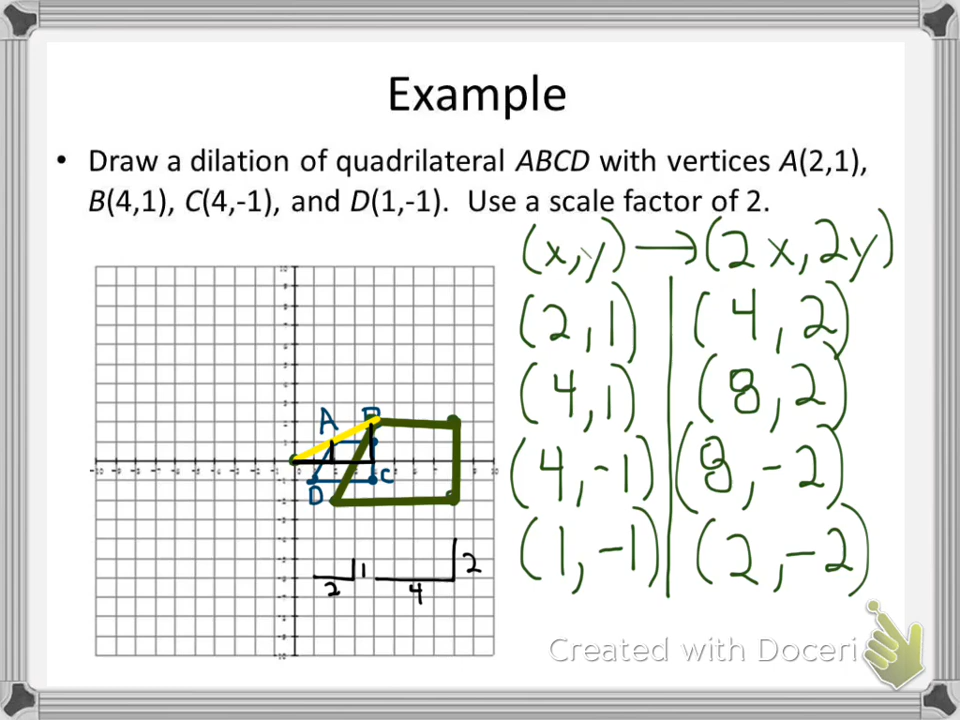 Example
• Draw a dilation of quadrilateral ABCD with vertices A(2,1),
B(4,1), C(4,-1), and D(1,-1). Use a scale factor of 2.
(x,y) → (2x,2y)
(2,1) (4,2)
(4,1) (8,2)
(4,-1) (8,-2)
(1,-1) (2,-2)
A B
C
D
1 2
2 4
Created with Doceri